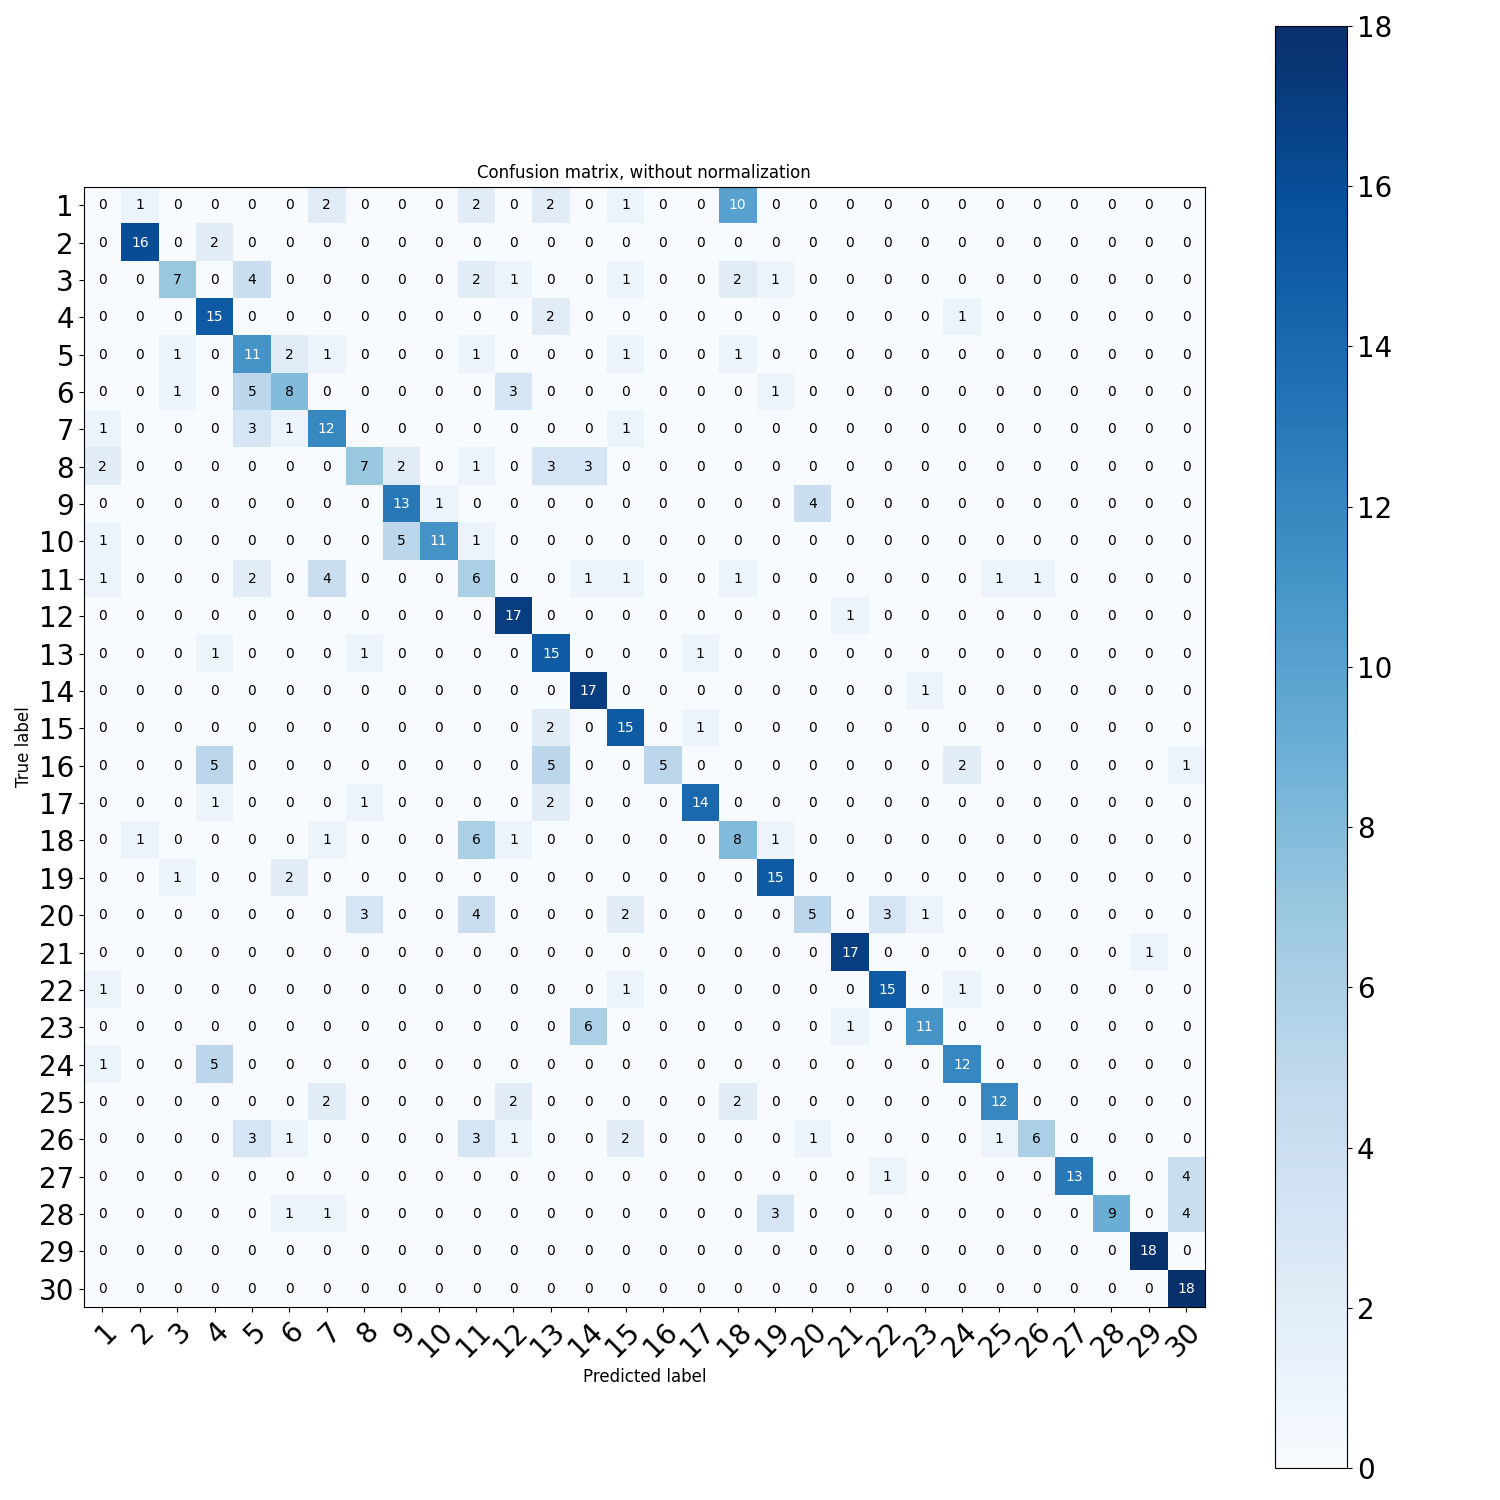 Confusion matrix, without normalization
True label
1 0 1 0 0 0 0 2 0 0 0 2 0 2 0 1 0 0 10 0 0 0 0 0 0 0 0 0 0 0 0
2 0 16 0 2 0 0 0 0 0 0 0 0 0 0 0 0 0 0 0 0 0 0 0 0 0 0 0 0 0 0
3 0 0 7 0 4 0 0 0 0 0 2 1 0 0 1 0 0 2 1 0 0 0 0 0 0 0 0 0 0 0
4 0 0 0 15 0 0 0 0 0 0 0 0 2 0 0 0 0 0 0 0 0 0 0 1 0 0 0 0 0 0
5 0 0 1 0 11 2 1 0 0 0 1 0 0 0 1 0 0 1 0 0 0 0 0 0 0 0 0 0 0 0
6 0 0 1 0 5 8 0 0 0 0 0 3 0 0 0 0 0 0 1 0 0 0 0 0 0 0 0 0 0 0
7 1 0 0 0 3 1 12 0 0 0 0 0 0 0 1 0 0 0 0 0 0 0 0 0 0 0 0 0 0 0
8 2 0 0 0 0 0 0 7 2 0 1 0 3 3 0 0 0 0 0 0 0 0 0 0 0 0 0 0 0 0
9 0 0 0 0 0 0 0 0 13 1 0 0 0 0 0 0 0 0 0 4 0 0 0 0 0 0 0 0 0 0
10 1 0 0 0 0 0 0 0 5 11 1 0 0 0 0 0 0 0 0 0 0 0 0 0 0 0 0 0 0 0
11 1 0 0 0 2 0 4 0 0 0 6 0 0 1 1 0 0 1 0 0 0 0 0 0 1 1 0 0 0 0
12 0 0 0 0 0 0 0 0 0 0 0 17 0 0 0 0 0 0 0 0 1 0 0 0 0 0 0 0 0 0
13 0 0 0 1 0 0 0 1 0 0 0 0 15 0 0 0 1 0 0 0 0 0 0 0 0 0 0 0 0 0
14 0 0 0 0 0 0 0 0 0 0 0 0 0 17 0 0 0 0 0 0 0 0 1 0 0 0 0 0 0 0
15 0 0 0 0 0 0 0 0 0 0 0 0 2 0 15 0 1 0 0 0 0 0 0 0 0 0 0 0 0 0
16 0 0 0 5 0 0 0 0 0 0 0 0 5 0 0 5 0 0 0 0 0 0 0 2 0 0 0 0 0 1
17 0 0 0 1 0 0 0 1 0 0 0 0 2 0 0 0 14 0 0 0 0 0 0 0 0 0 0 0 0 0
18 0 1 0 0 0 0 1 0 0 0 6 1 0 0 0 0 0 8 1 0 0 0 0 0 0 0 0 0 0 0
19 0 0 1 0 0 2 0 0 0 0 0 0 0 0 0 0 0 0 15 0 0 0 0 0 0 0 0 0 0 0
20 0 0 0 0 0 0 0 3 0 0 4 0 0 0 2 0 0 0 0 5 0 3 1 0 0 0 0 0 0 0
21 0 0 0 0 0 0 0 0 0 0 0 0 0 0 0 0 0 0 0 0 17 0 0 0 0 0 0 0 1 0
22 1 0 0 0 0 0 0 0 0 0 0 0 0 0 1 0 0 0 0 0 0 15 0 1 0 0 0 0 0 0
23 0 0 0 0 0 0 0 0 0 0 0 0 0 6 0 0 0 0 0 0 1 0 11 0 0 0 0 0 0 0
24 1 0 0 5 0 0 0 0 0 0 0 0 0 0 0 0 0 0 0 0 0 0 0 12 0 0 0 0 0 0
25 0 0 0 0 0 0 2 0 0 0 0 2 0 0 0 0 0 2 0 0 0 0 0 0 12 0 0 0 0 0
26 0 0 0 0 3 1 0 0 0 0 3 1 0 0 2 0 0 0 0 1 0 0 0 0 1 6 0 0 0 0
27 0 0 0 0 0 0 0 0 0 0 0 0 0 0 0 0 0 0 0 0 0 1 0 0 0 0 13 0 0 4
28 0 0 0 0 0 1 1 0 0 0 0 0 0 0 0 0 0 0 3 0 0 0 0 0 0 0 0 9 0 4
29 0 0 0 0 0 0 0 0 0 0 0 0 0 0 0 0 0 0 0 0 0 0 0 0 0 0 0 0 18 0
30 0 0 0 0 0 0 0 0 0 0 0 0 0 0 0 0 0 0 0 0 0 0 0 0 0 0 0 0 0 18
1 2 3 4 5 6 7 8 9 10 11 12 13 14 15 16 17 18 19 20 21 22 23 24 25 26 27 28 29 30
Predicted label
18
16
14
12
10
8
6
4
2
0